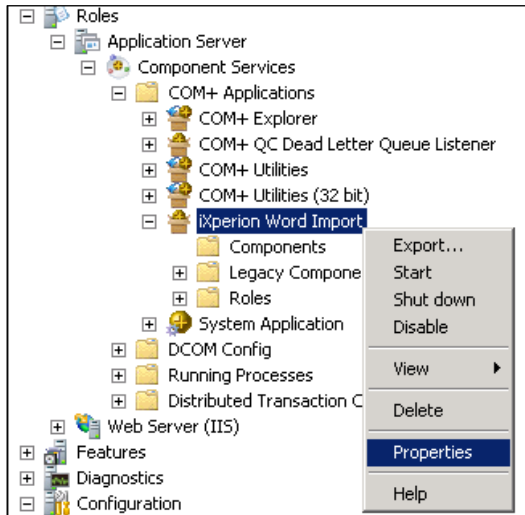 Roles
Application Server
Component Services
COM+ Applications
COM+ Explorer
COM+ QC Dead Letter Queue Listener
COM+ Utilities
COM+ Utilities (32 bit)
iXperion Word Import
Components
Legacy Compone
Roles
System Application
DCOM Config
Running Processes
Distributed Transaction C
Web Server (IIS)
Features
Diagnostics
Configuration
Export...
Start
Shut down
Disable
View
Delete
Properties
Help